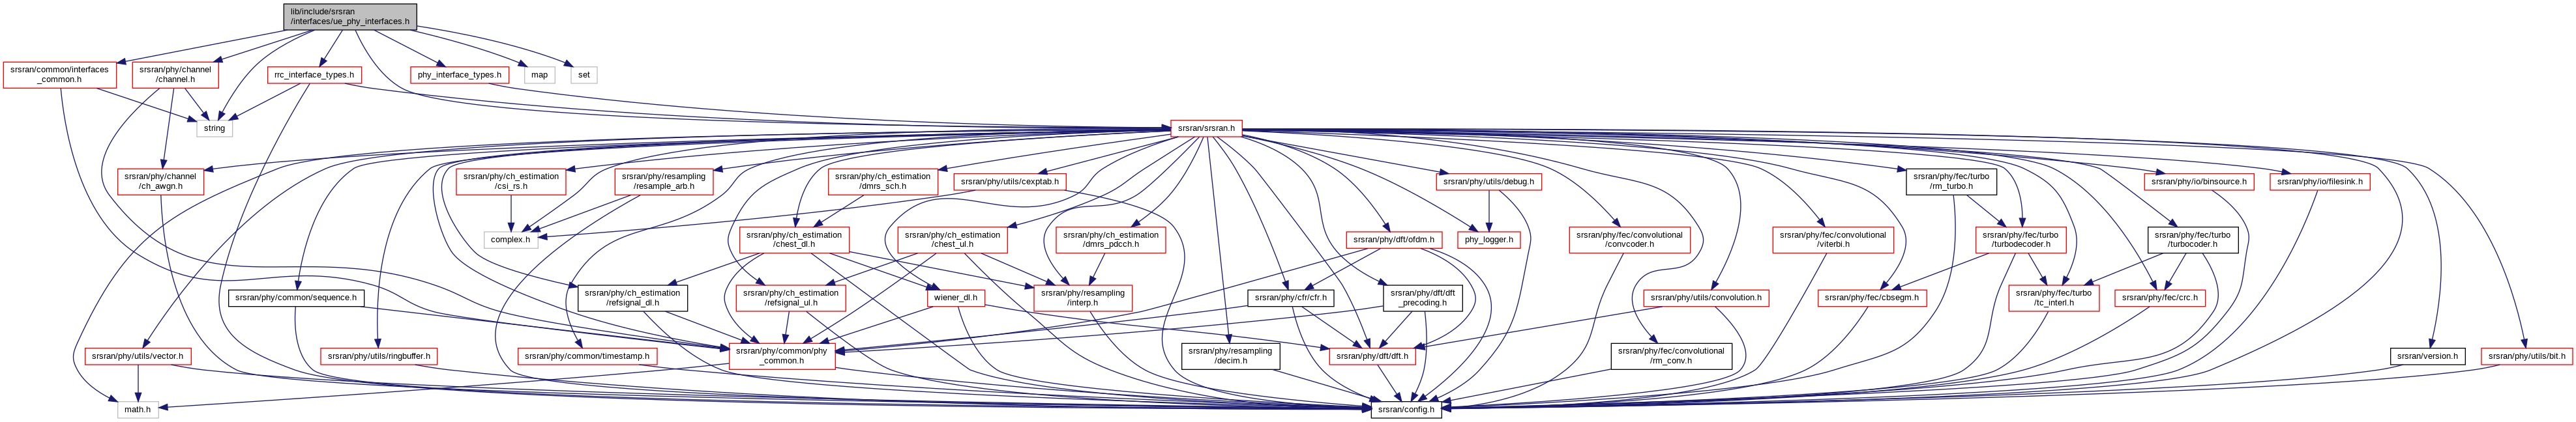 lib/include/srsran
/interfaces/ue_phy_interfaces.h
srsran/common/interfaces
_common.h
srsran/phy/channel
/channel.h
rrc_interface_types.h
phy_interface_types.h
map
set
string
srsran/srsran.h
srsran/phy/channel
/ch_awgn.h
srsran/phy/ch_estimation
/csi_rs.h
srsran/phy/resampling
/resample_arb.h
srsran/phy/ch_estimation
/dmrs_sch.h
srsran/phy/utils/cexptab.h
srsran/phy/utils/debug.h
srsran/phy/fec/turbo
/rm_turbo.h
srsran/phy/io/binsource.h
srsran/phy/io/filesink.h
complex.h
srsran/phy/ch_estimation
/chest_dl.h
srsran/phy/ch_estimation
/chest_ul.h
srsran/phy/ch_estimation
/dmrs_pdcch.h
srsran/phy/dft/ofdm.h
phy_logger.h
srsran/phy/fec/convolutional
/convcoder.h
srsran/phy/fec/convolutional
/viterbi.h
srsran/phy/fec/turbo
/turbodecoder.h
srsran/phy/fec/turbo
/turbocoder.h
srsran/phy/common/sequence.h
srsran/phy/ch_estimation
/refsignal_dl.h
srsran/phy/ch_estimation
/refsignal_ul.h
wiener_dl.h
srsran/phy/resampling
/interp.h
srsran/phy/cfr/cfr.h
srsran/phy/dft/dft
_precoding.h
srsran/phy/utils/convolution.h
srsran/phy/fec/cbsegm.h
srsran/phy/fec/turbo
/tc_interl.h
srsran/phy/fec/crc.h
srsran/phy/utils/vector.h
srsran/phy/utils/ringbuffer.h
srsran/phy/common/timestamp.h
srsran/phy/common/phy
_common.h
srsran/phy/resampling
/decim.h
srsran/phy/dft/dft.h
srsran/phy/fec/convolutional
/rm_conv.h
srsran/version.h
srsran/phy/utils/bit.h
math.h
srsran/config.h